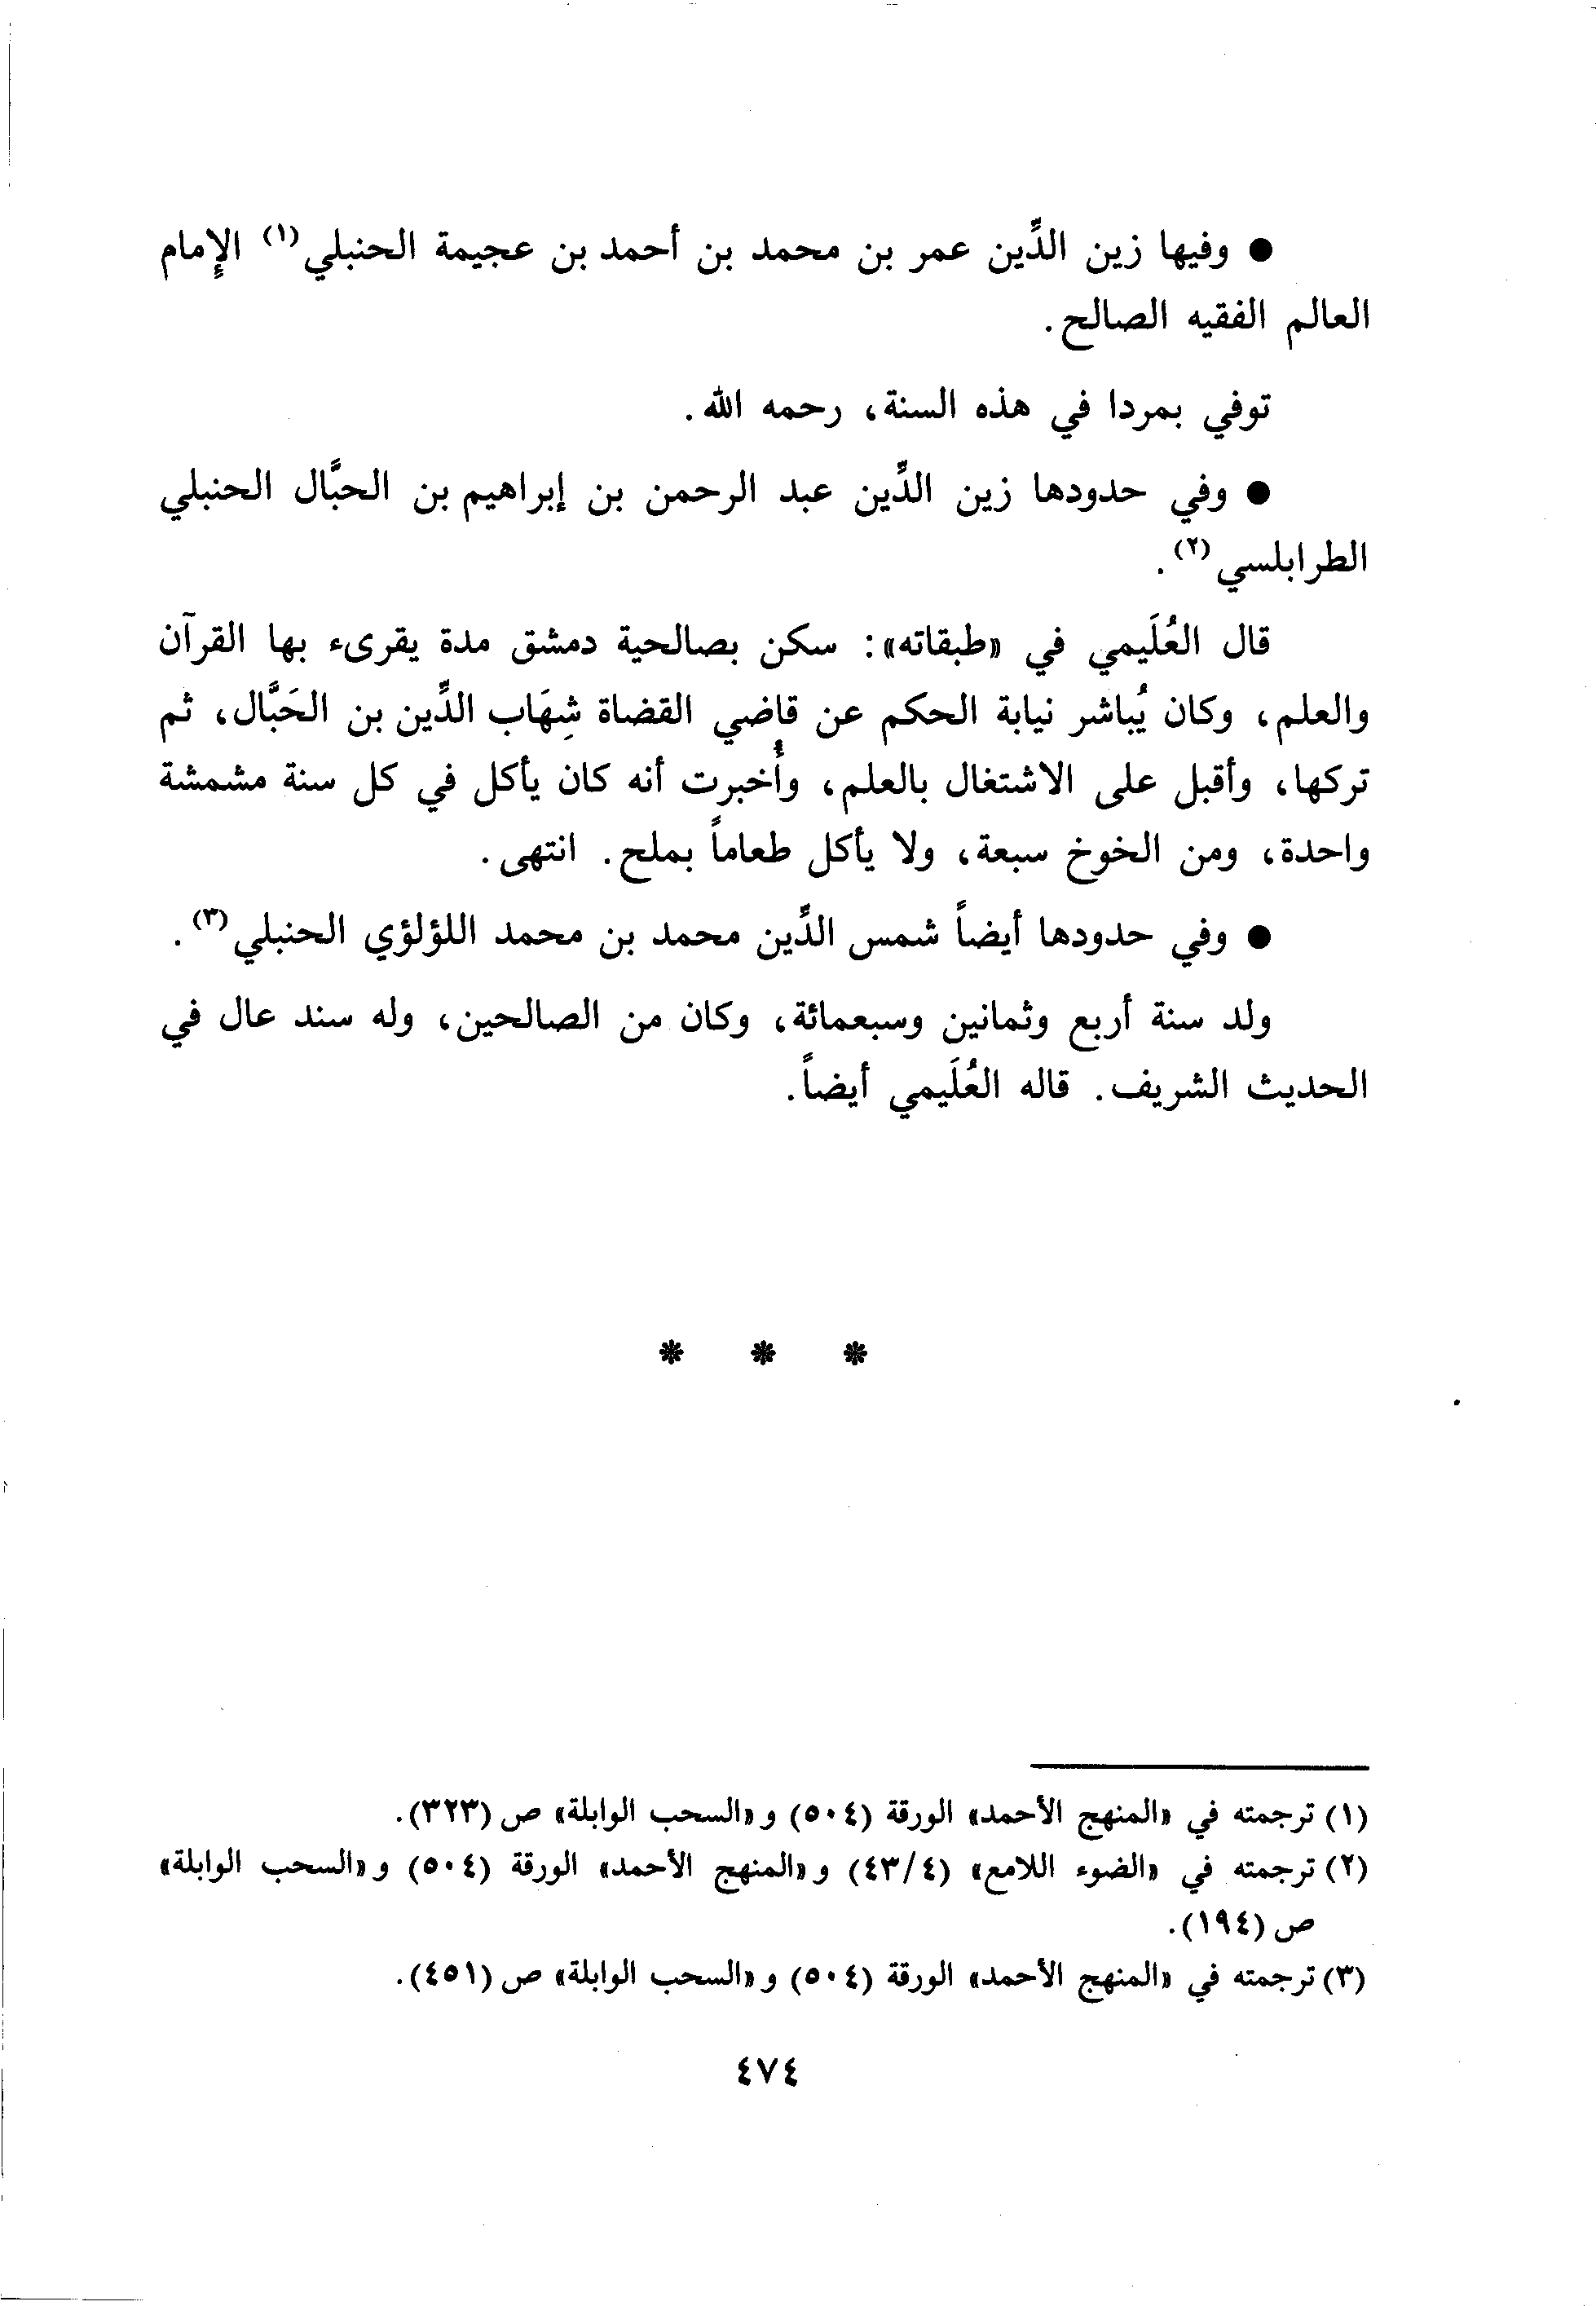 ● وفيها زين الدِّين عمر بن محمد بن أحمد بن عجيمة الحنبلي(١) الإِمام
العالم الفقيه الصالح.
توفي بمردا في هذه السنة، رحمه الله.
● وفي حدودها زين الدِّين عبد الرحمن بن إبراهيم بن الحبَّال الحنبلي
الطرابلسي(٢).
قال العُلَيمي في «طبقاته»: سكن بصالحية دمشق مدة يقرىء بها القرآن
والعلم، وكان يُباشر نيابة الحكم عن قاضي القضاة شِهَاب الدِّين بن الحَبَّال، ثم
تركها، وأقبل على الاشتغال بالعلم، وأُخبرت أنه كان يأكل في كل سنة مشمشة
واحدة، ومن الخوخ سبعة، ولا يأكل طعاماً بملح. انتهى.
● وفي حدودها أيضاً شمس الدِّين محمد بن محمد اللؤلؤي الحنبلي(٣).
ولد سنة أربع وثمانين وسبعمائة، وكان من الصالحين، وله سند عال في
الحديث الشريف. قاله العُلَيمي أيضاً.
* * *
(١) ترجمته في «المنهج الأحمد» الورقة (٥٠٤) و«السحب الوابلة» ص (٣٢٣).
(٢) ترجمته في «الضوء اللامع» (٤/٤٣) و«المنهج الأحمد» الورقة (٥٠٤) و«السحب الوابلة»
ص (١٩٤).
(٣) ترجمته في «المنهج الأحمد» الورقة (٥٠٤) و«السحب الوابلة» ص (٤٥١).
٤٧٤